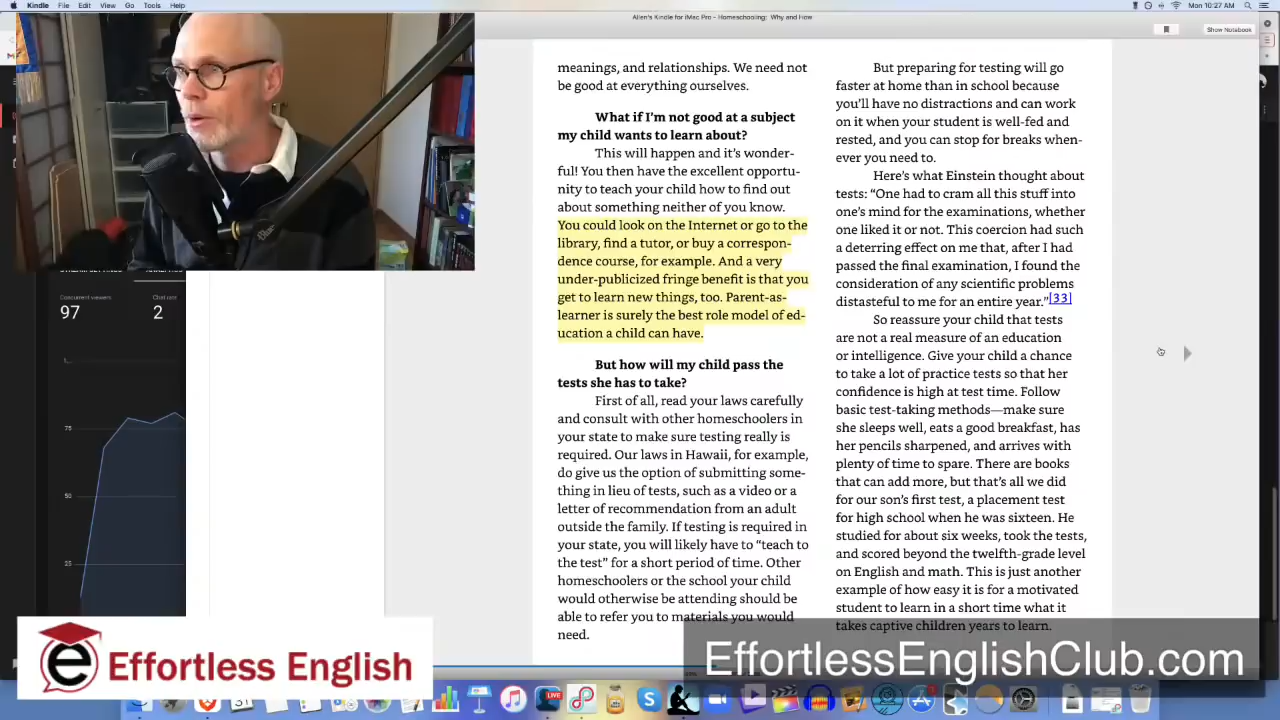 Kindle File Edit View Go Tools Help
Mon 10:27 AM
Allen's Kindle for iMac Pro - Homeschooling: Why and How
Show Notebook
meanings, and relationships. We need not
be good at everything ourselves.
What if I'm not good at a subject
my child wants to learn about?
This will happen and it's wonder-
ful! You then have the excellent opportu-
nity to teach your child how to find out
about something neither of you know.
You could look on the Internet or go to the
library, find a tutor, or buy a correspon-
dence course, for example. And a very
under-publicized fringe benefit is that you
get to learn new things, too. Parent-as-
learner is surely the best role model of ed-
ucation a child can have.
But how will my child pass the
tests she has to take?
First of all, read your laws carefully
and consult with other homeschoolers in
your state to make sure testing really is
required. Our laws in Hawaii, for example,
do give us the option of submitting some-
thing in lieu of tests, such as a video or a
letter of recommendation from an adult
outside the family. If testing is required in
your state, you will likely have to "teach to
the test" for a short period of time. Other
homeschoolers or the school your child
would otherwise be attending should be
able to refer you to materials you would
need.
But preparing for testing will go
faster at home than in school because
you'll have no distractions and can work
on it when your student is well-fed and
rested, and you can stop for breaks when-
ever you need to.
Here's what Einstein thought about
tests: "One had to cram all this stuff into
one's mind for the examinations, whether
one liked it or not. This coercion had such
a deterring effect on me that, after I had
passed the final examination, I found the
consideration of any scientific problems
distasteful to me for an entire year."[33]
So reassure your child that tests
are not a real measure of an education
or intelligence. Give your child a chance
to take a lot of practice tests so that her
confidence is high at test time. Follow
basic test-taking methods—make sure
she sleeps well, eats a good breakfast, has
her pencils sharpened, and arrives with
plenty of time to spare. There are books
that can add more, but that's all we did
for our son's first test, a placement test
for high school when he was sixteen. He
studied for about six weeks, took the tests,
and scored beyond the twelfth-grade level
on English and math. This is just another
example of how easy it is for a motivated
student to learn in a short time what it
takes captive children years to learn.
Concurrent viewers
97
2
75
50
25
Effortless English
EffortlessEnglishClub.com